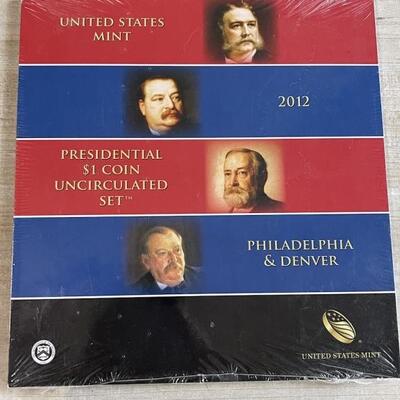 UNITED STATES
MINT
2012
PRESIDENTIAL
$1 COIN
UNCIRCULATED
SET™
PHILADELPHIA
& DENVER
UNITED STATES MINT